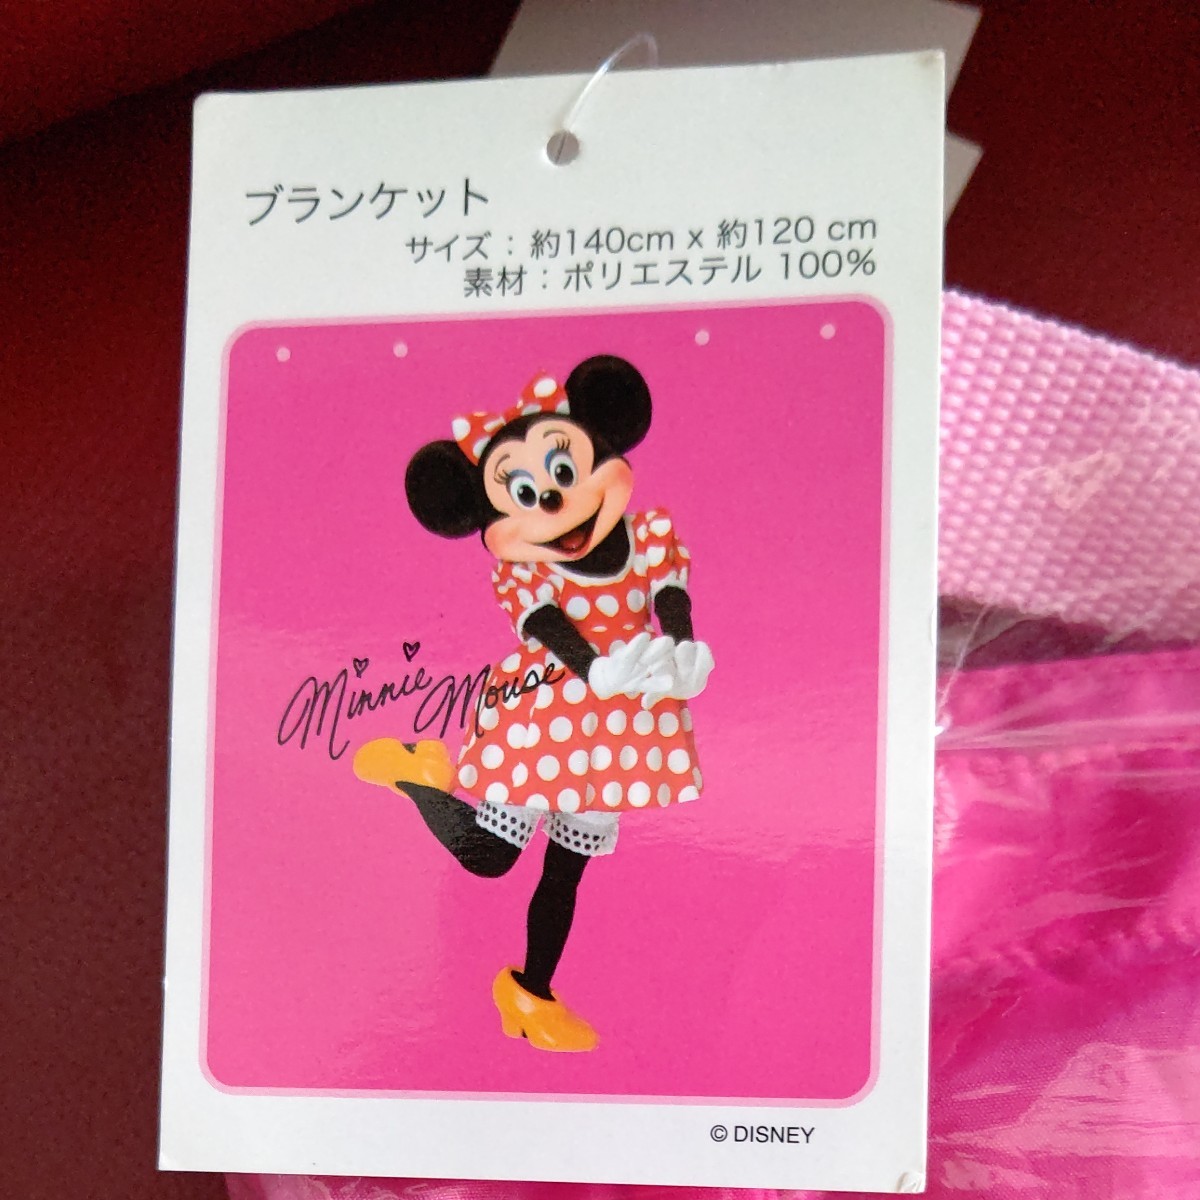 ブランケット
サイズ : 約140cm x 約120 cm
素材 : ポリエステル 100%
Minnie Mouse
© DISNEY